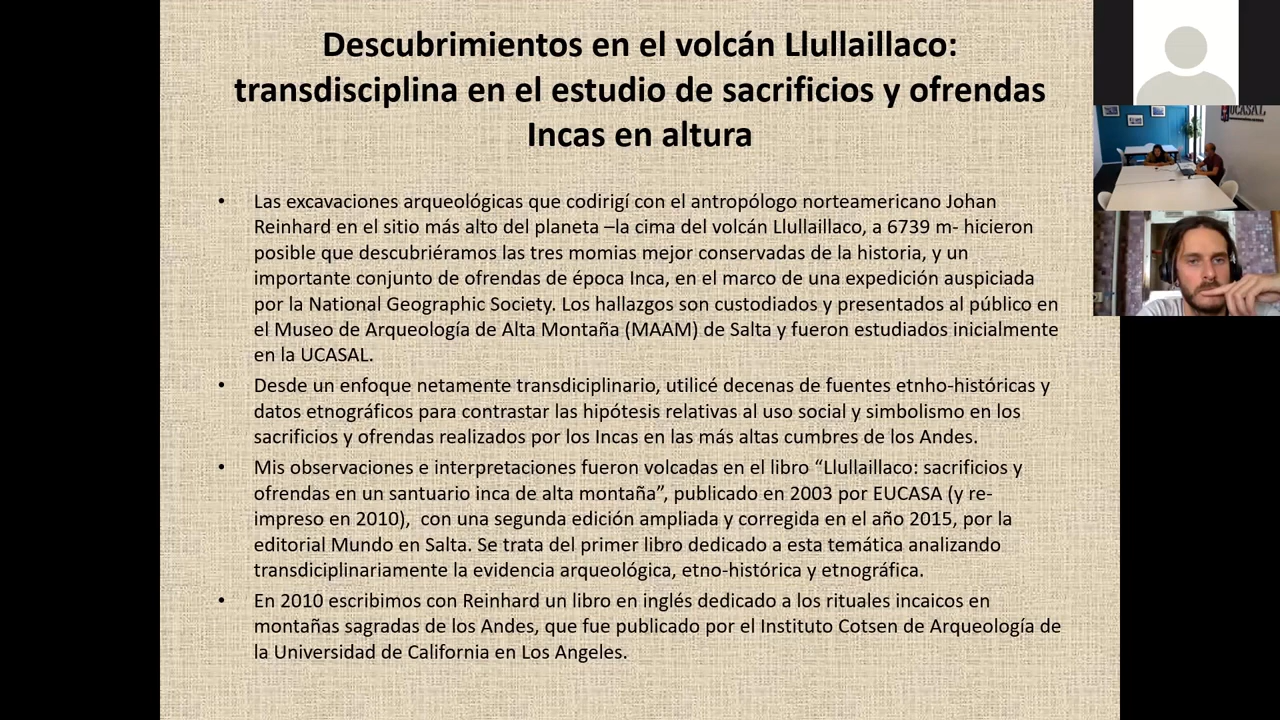 Descubrimientos en el volcán Llullaillaco:
transdisciplina en el estudio de sacrificios y ofrendas
Incas en altura
• Las excavaciones arqueológicas que codirigí con el antropólogo norteamericano Johan
Reinhard en el sitio más alto del planeta –la cima del volcán Llullaillaco, a 6739 m- hicieron
posible que descubriéramos las tres momias mejor conservadas de la historia, y un
importante conjunto de ofrendas de época Inca, en el marco de una expedición auspiciada
por la National Geographic Society. Los hallazgos son custodiados y presentados al público en
el Museo de Arqueología de Alta Montaña (MAAM) de Salta y fueron estudiados inicialmente
en la UCASAL.
• Desde un enfoque netamente transdiciplinario, utilicé decenas de fuentes etnho-históricas y
datos etnográficos para contrastar las hipótesis relativas al uso social y simbolismo en los
sacrificios y ofrendas realizados por los Incas en las más altas cumbres de los Andes.
• Mis observaciones e interpretaciones fueron volcadas en el libro “Llullaillaco: sacrificios y
ofrendas en un santuario inca de alta montaña”, publicado en 2003 por EUCASA (y re-
impreso en 2010),  con una segunda edición ampliada y corregida en el año 2015, por la
editorial Mundo en Salta. Se trata del primer libro dedicado a esta temática analizando
transdiciplinariamente la evidencia arqueológica, etno-histórica y etnográfica.
• En 2010 escribimos con Reinhard un libro en inglés dedicado a los rituales incaicos en
montañas sagradas de los Andes, que fue publicado por el Instituto Cotsen de Arqueología de
la Universidad de California en Los Angeles.
UCASAL